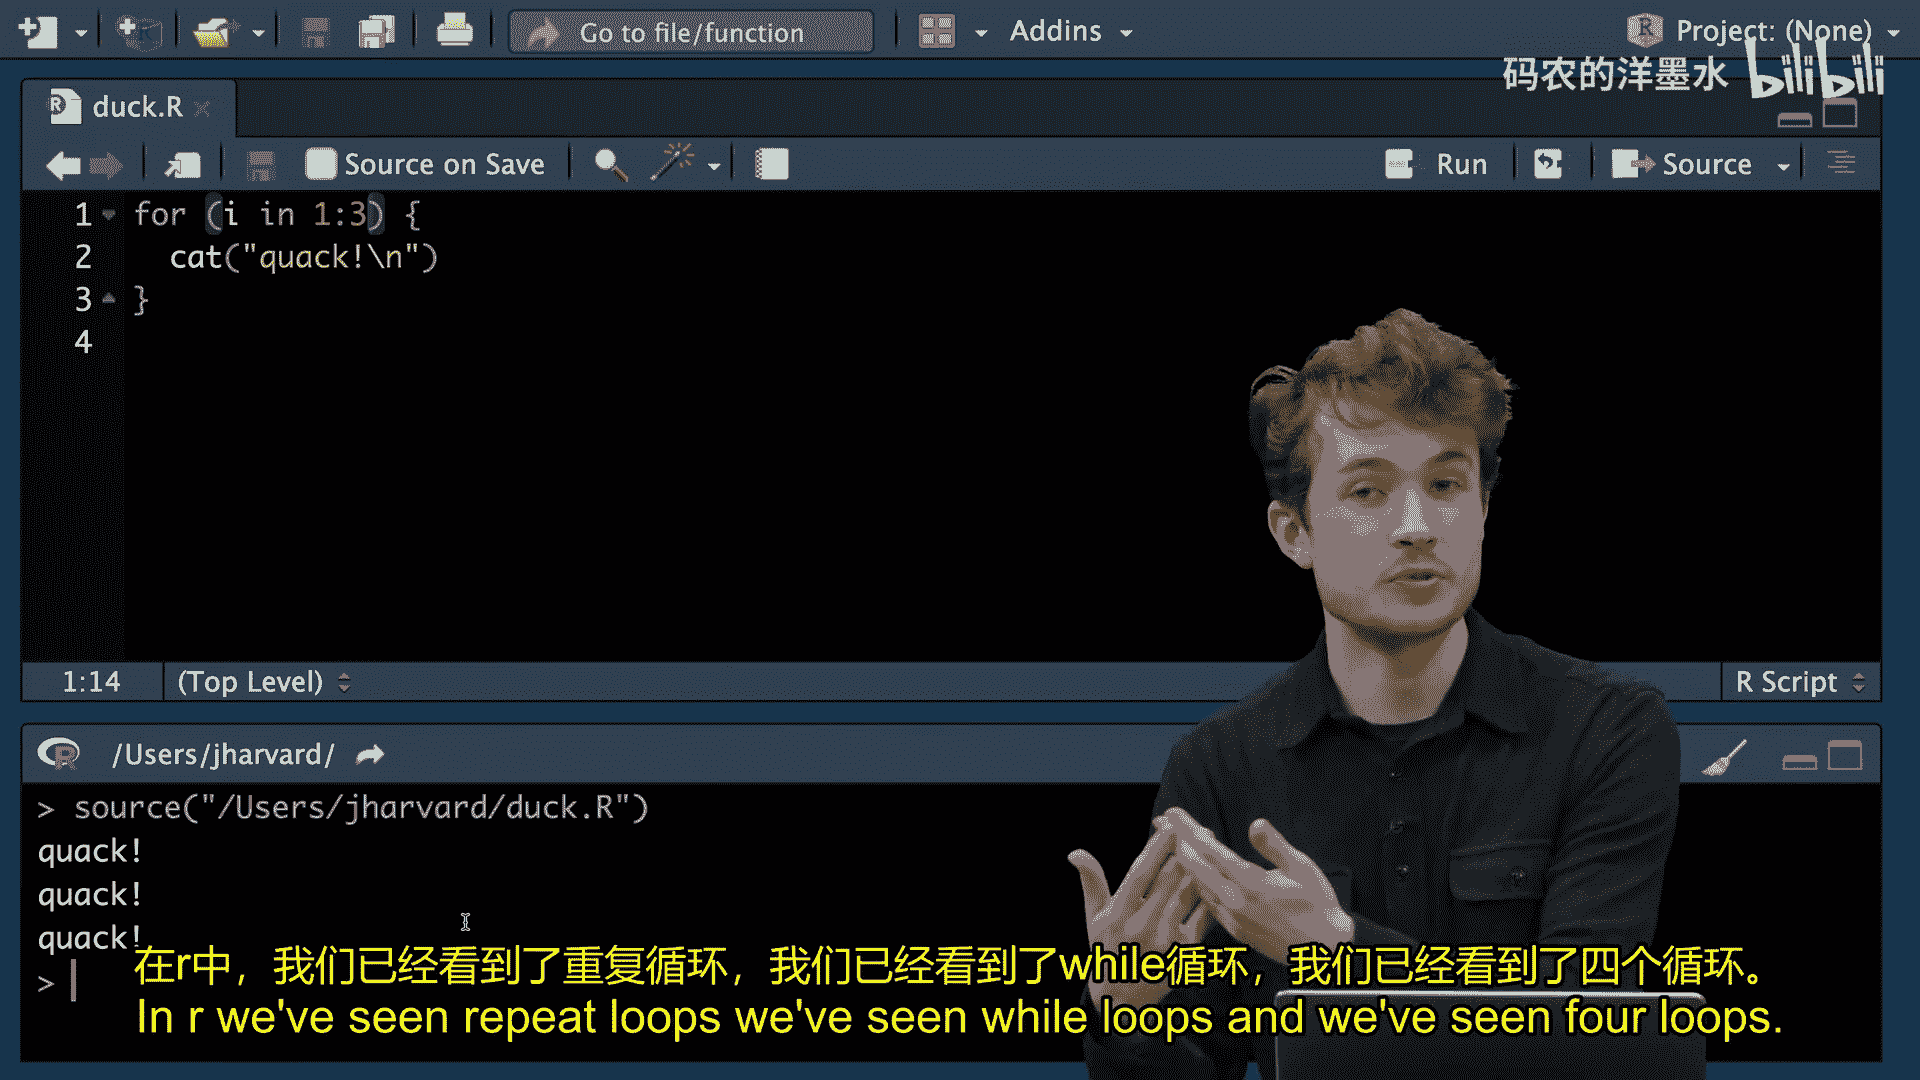 Go to file/function
Addins
Project: (None)
码农的洋墨水 bilibili
duck.R
Source on Save
Run
Source
1 for (i in 1:3) {
2 cat("quack!\n")
3 }
4
1:14
(Top Level)
R Script
R /Users/jharvard/
> source("/Users/jharvard/duck.R")
quack!
quack!
quack!
>
在r中，我们已经看到了重复循环，我们已经看到了while循环，我们已经看到了四个循环。
In r we've seen repeat loops we've seen while loops and we've seen four loops.